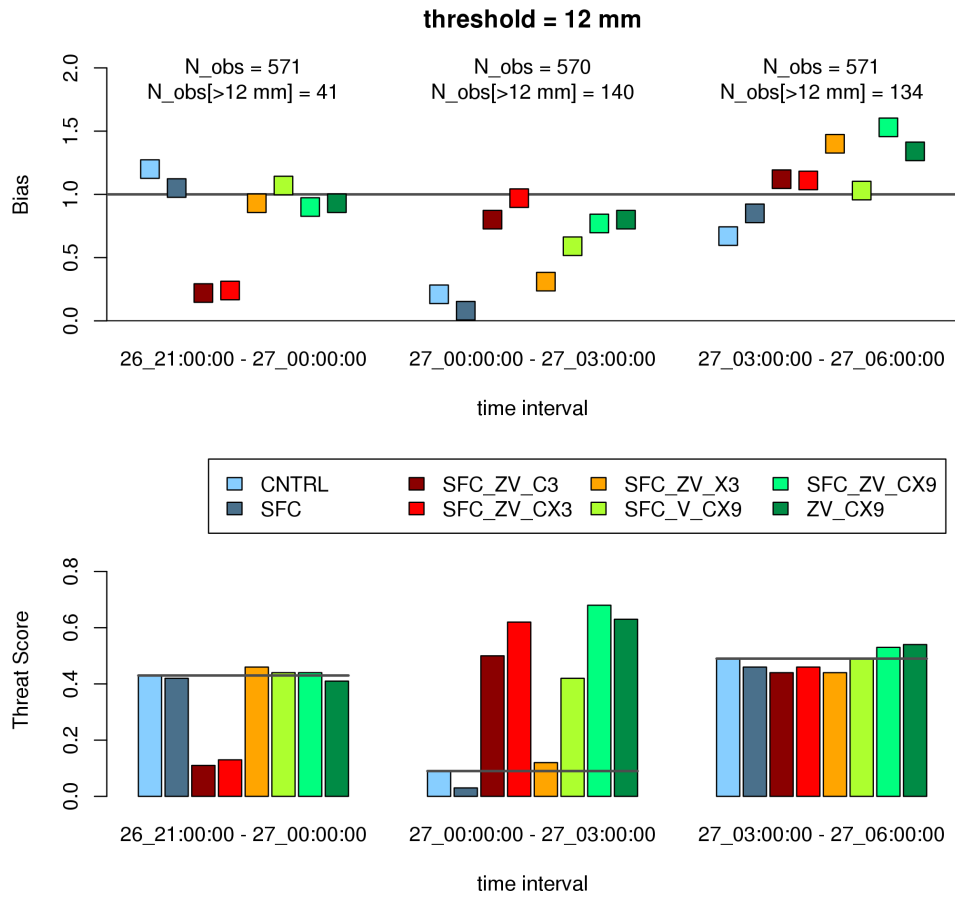 threshold = 12 mm
N_obs = 571
N_obs[>12 mm] = 41
N_obs = 570
N_obs[>12 mm] = 140
N_obs = 571
N_obs[>12 mm] = 134
Bias
2.0
1.5
1.0
0.5
0.0
26_21:00:00 - 27_00:00:00
27_00:00:00 - 27_03:00:00
27_03:00:00 - 27_06:00:00
time interval
CNTRL
SFC
SFC_ZV_C3
SFC_ZV_CX3
SFC_ZV_X3
SFC_V_CX9
SFC_ZV_CX9
ZV_CX9
Threat Score
0.8
0.6
0.4
0.2
0.0
26_21:00:00 - 27_00:00:00
27_00:00:00 - 27_03:00:00
27_03:00:00 - 27_06:00:00
time interval